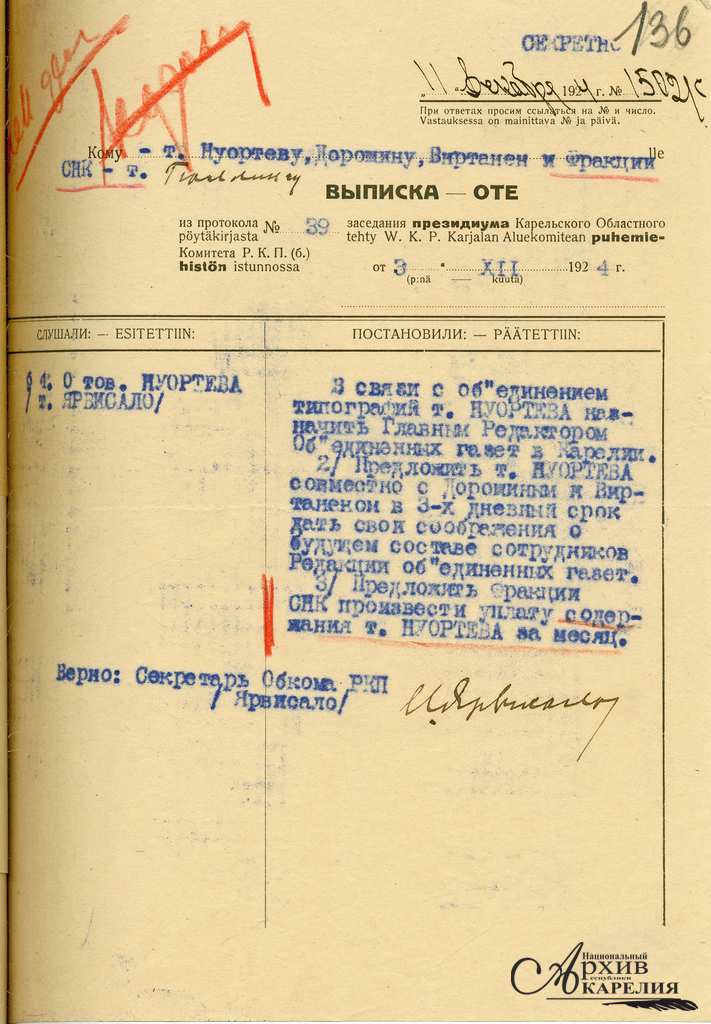 СЕКРЕТНО 136
„11“ декабря 1924 г. № 1502/с
При ответах просим ссылаться на № и число.
Vastauksessa on mainittava № ja päivä.
Кому - т. Нуортеву, Дорошину, Виртанен и Фракции lle
СНК - т.
ВЫПИСКА — OTE
из протокола № 39 заседания президиума Карельского Областного
pöytäkirjasta tehty W. K. P. Karjalan Aluekomitean puhemie-
Комитета Р. К. П. (б.)
histön istunnossa от 3 “ XII 1924 г.
(p:nä — kuuta)
СЛУШАЛИ: — ESITETTIIN: ПОСТАНОВИЛИ: — PÄÄTETTIIN:
§ 4. О тов. НУОРТЕВА
/т. ЯРВИСАЛО/
В связи с об"единением
типографий т. НУОРТЕВА наз-
начить Главным Редактором
Об"единенных газет в Карелии.
2/ Предложить т. НУОРТЕВА
совместно с Дорошиным и Вир-
таненом в 3-х дневный срок
дать свои соображения о
будущем составе сотрудников
Редакции об"единенных газет.
3/ Предложить фракции
СНК произвести уплату содер-
жания т. НУОРТЕВА за месяц.
Верно: Секретарь Обкома РКП
/Ярвисало/
И. Ярвисало
Национальный
Архив
Республики
КАРЕЛИЯ